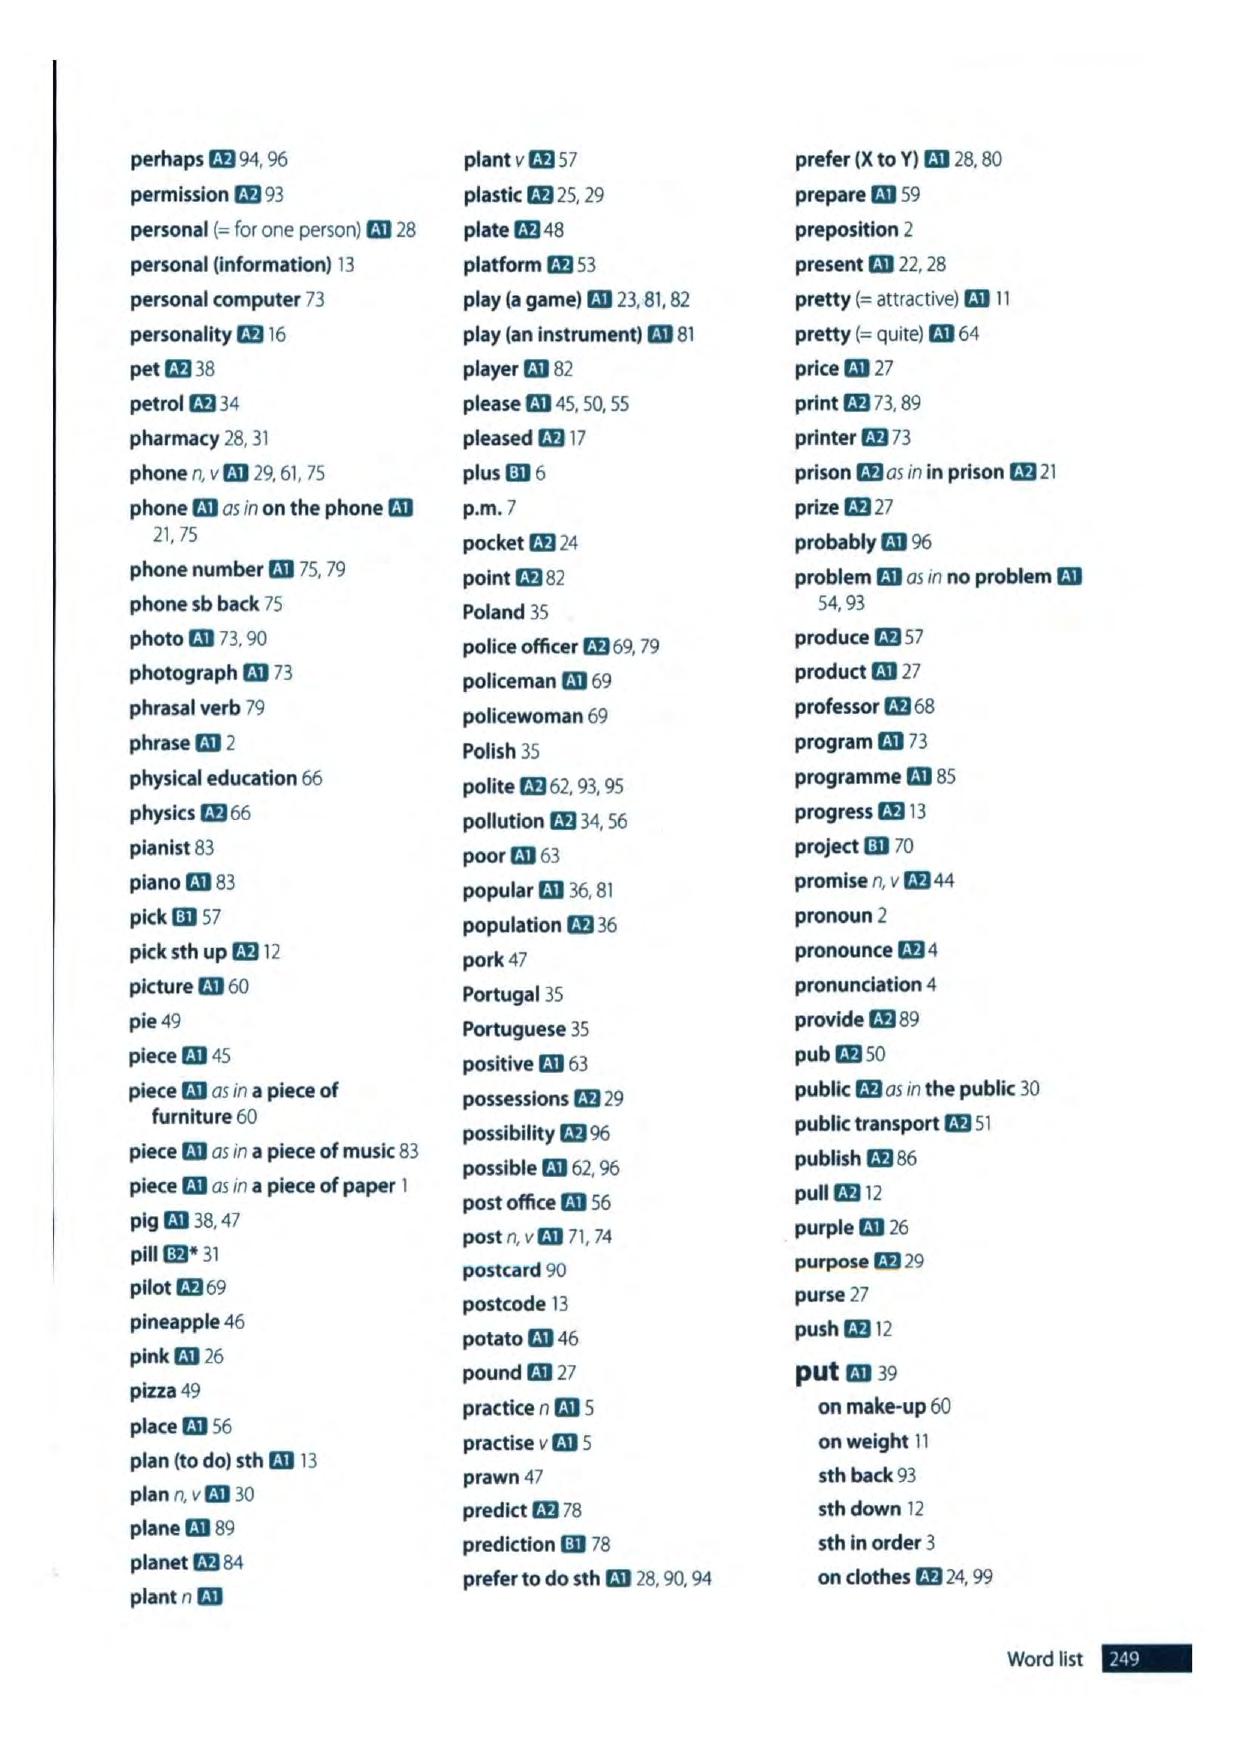 perhaps A2 94, 96
permission A2 93
personal (= for one person) A1 28
personal (information) 13
personal computer 73
personality A2 16
pet A2 38
petrol A2 34
pharmacy 28, 31
phone n, v A1 29, 61, 75
phone A1 as in on the phone A1
21, 75
phone number A1 75, 79
phone sb back 75
photo A1 73, 90
photograph A1 73
phrasal verb 79
phrase A1 2
physical education 66
physics A2 66
pianist 83
piano A1 83
pick B1 57
pick sth up A2 12
picture A1 60
pie 49
piece A1 45
piece A1 as in a piece of
furniture 60
piece A1 as in a piece of music 83
piece A1 as in a piece of paper 1
pig A1 38, 47
pill B2* 31
pilot A2 69
pineapple 46
pink A1 26
pizza 49
place A1 56
plan (to do) sth A1 13
plan n, v A1 30
plane A1 89
planet A2 84
plant n A1
plant v A2 57
plastic A2 25, 29
plate A2 48
platform A2 53
play (a game) A1 23, 81, 82
play (an instrument) A1 81
player A1 82
please A1 45, 50, 55
pleased A2 17
plus B1 6
p.m. 7
pocket A2 24
point A2 82
Poland 35
police officer A2 69, 79
policeman A1 69
policewoman 69
Polish 35
polite A2 62, 93, 95
pollution A2 34, 56
poor A1 63
popular A1 36, 81
population A2 36
pork 47
Portugal 35
Portuguese 35
positive A1 63
possessions A2 29
possibility A2 96
possible A1 62, 96
post office A1 56
post n, v A1 71, 74
postcard 90
postcode 13
potato A1 46
pound A1 27
practice n A1 5
practise v A1 5
prawn 47
predict A2 78
prediction B1 78
prefer to do sth A1 28, 90, 94
prefer (X to Y) A1 28, 80
prepare A1 59
preposition 2
present A1 22, 28
pretty (= attractive) A1 11
pretty (= quite) A1 64
price A1 27
print A2 73, 89
printer A2 73
prison A2 as in in prison A2 21
prize A2 27
probably A1 96
problem A1 as in no problem A1
54, 93
produce A2 57
product A1 27
professor A2 68
program A1 73
programme A1 85
progress A2 13
project B1 70
promise n, v A2 44
pronoun 2
pronounce A2 4
pronunciation 4
provide A2 89
pub A2 50
public A2 as in the public 30
public transport A2 51
publish A2 86
pull A2 12
purple A1 26
purpose A2 29
purse 27
push A2 12
put A1 39
on make-up 60
on weight 11
sth back 93
sth down 12
sth in order 3
on clothes A2 24, 99
Word list 249